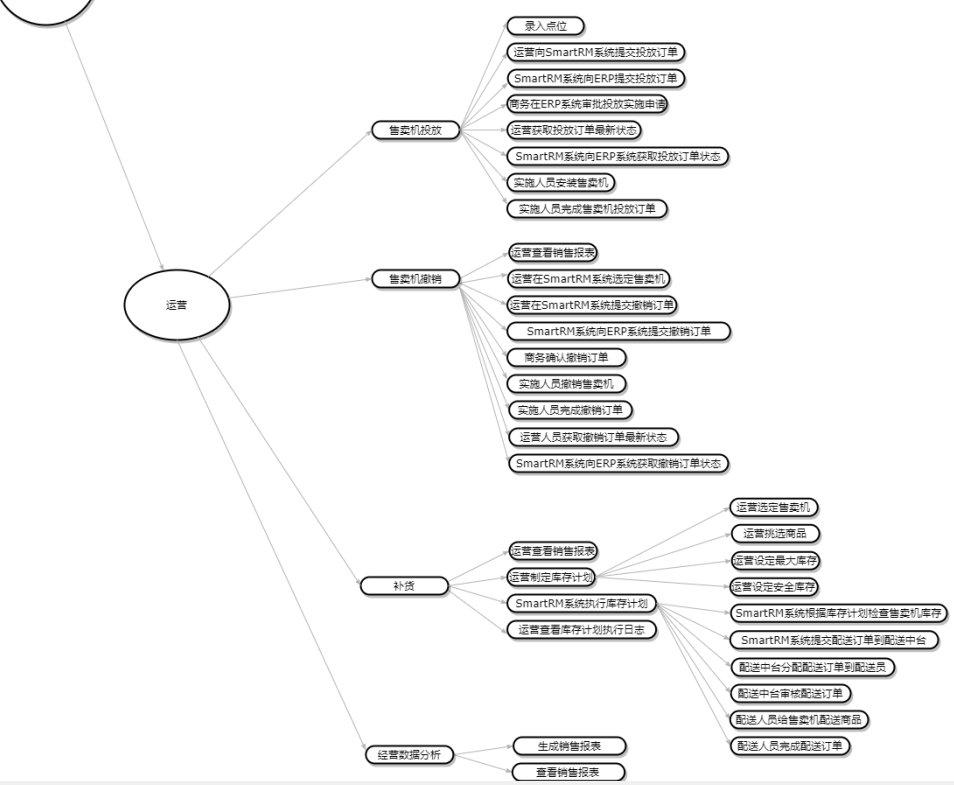 运营
售卖机投放
录入点位
运营向SmartRM系统提交投放订单
SmartRM系统向ERP提交投放订单
商务在ERP系统审批投放实施申请
运营获取投放订单最新状态
SmartRM系统向ERP系统获取投放订单状态
实施人员安装售卖机
实施人员完成售卖机投放订单
售卖机撤销
运营查看销售报表
运营在SmartRM系统选定售卖机
运营在SmartRM系统提交撤销订单
SmartRM系统向ERP系统提交撤销订单
商务确认撤销订单
实施人员撤销售卖机
实施人员完成撤销订单
运营人员获取撤销订单最新状态
SmartRM系统向ERP系统获取撤销订单状态
补货
运营查看销售报表
运营制定库存计划
运营选定售卖机
运营挑选商品
运营设定最大库存
运营设定安全库存
SmartRM系统执行库存计划
SmartRM系统根据库存计划检查售卖机库存
SmartRM系统提交配送订单到配送中台
配送中台分配配送订单到配送员
配送中台审核配送订单
配送人员给售卖机配送商品
配送人员完成配送订单
运营查看库存计划执行日志
经营数据分析
生成销售报表
查看销售报表